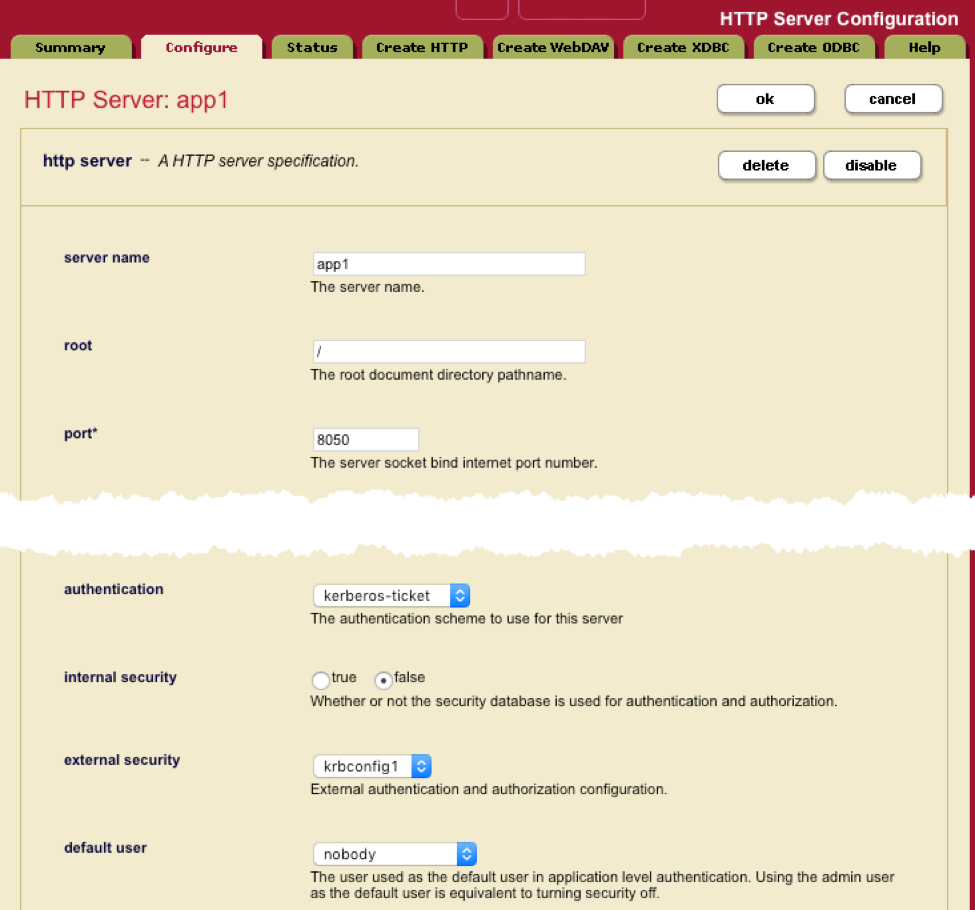 HTTP Server Configuration
Summary Configure Status Create HTTP Create WebDAV Create XDBC Create ODBC Help
HTTP Server: app1 ok cancel
http server -- A HTTP server specification. delete disable
server name app1
The server name.
root /
The root document directory pathname.
port* 8050
The server socket bind internet port number.
authentication kerberos-ticket
The authentication scheme to use for this server
internal security true false
Whether or not the security database is used for authentication and authorization.
external security krbconfig1
External authentication and authorization configuration.
default user nobody
The user used as the default user in application level authentication. Using the admin user
as the default user is equivalent to turning security off.